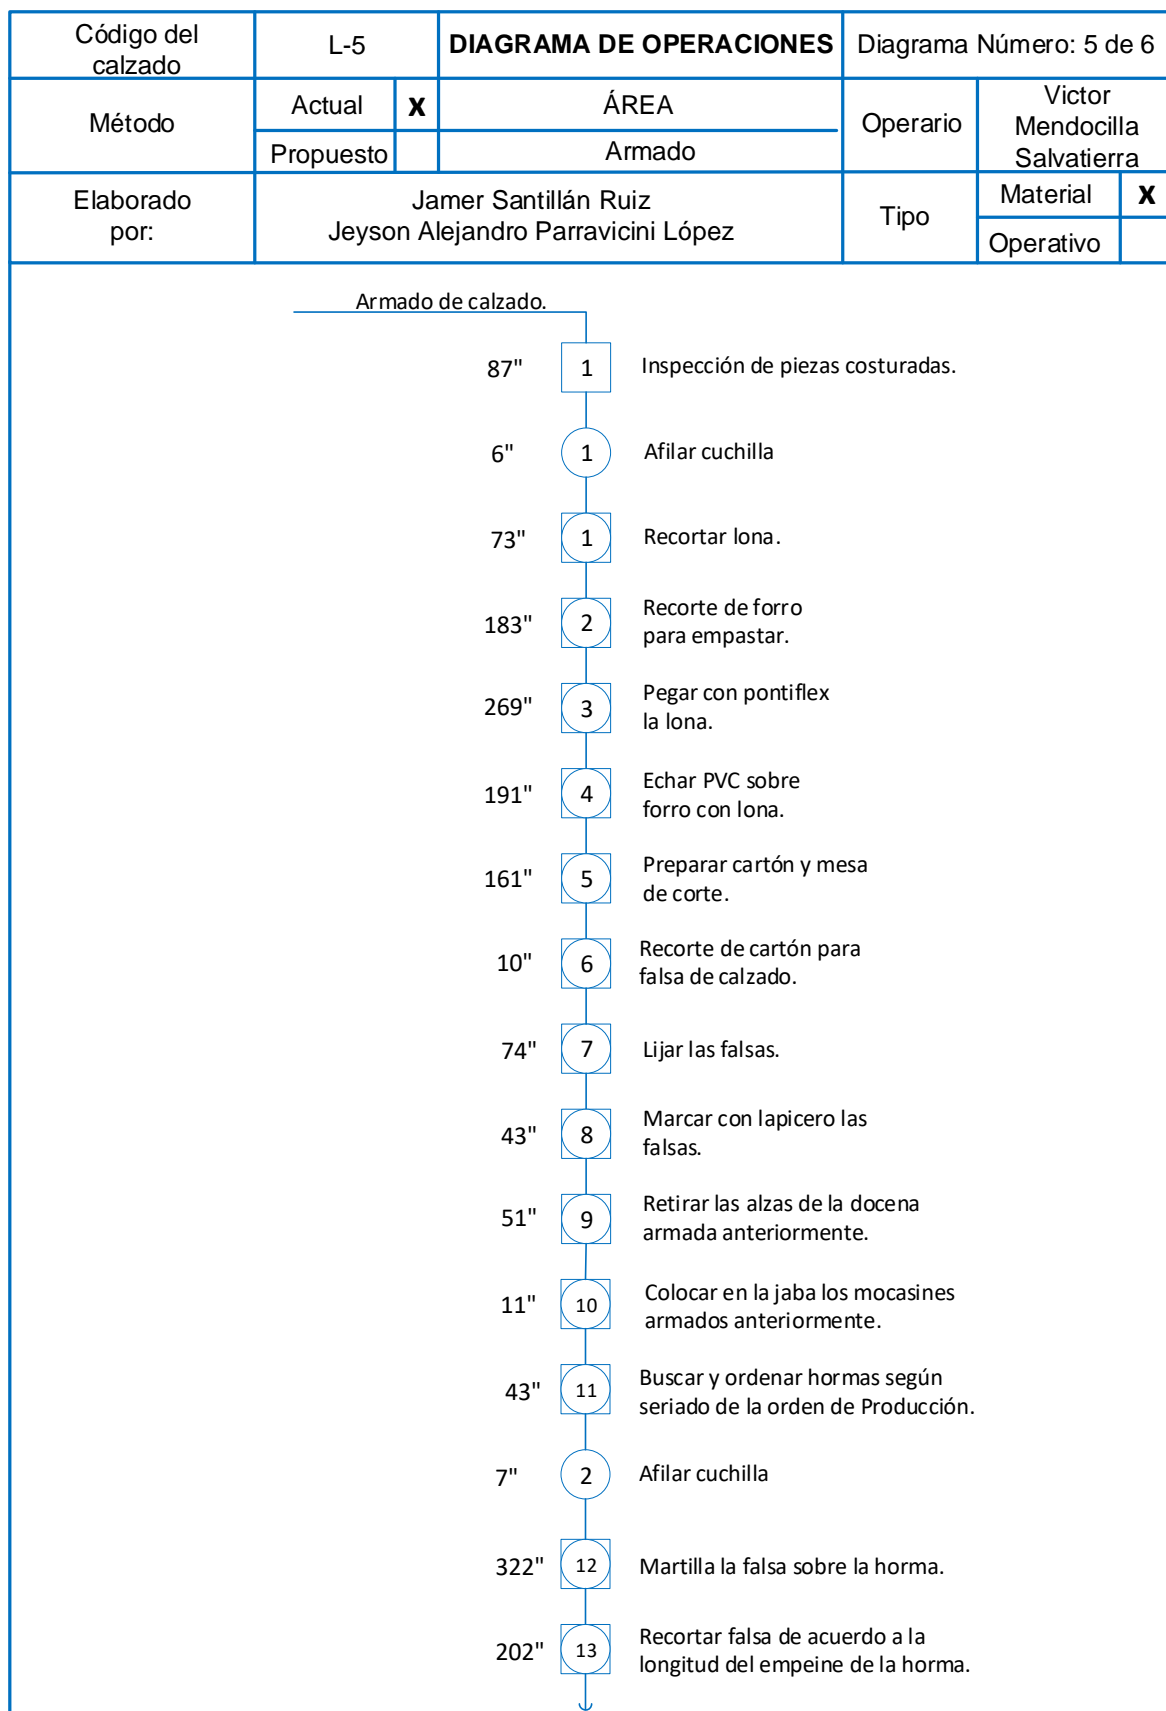 Código del
calzado
L-5
DIAGRAMA DE OPERACIONES
Diagrama Número: 5 de 6
Método
Actual
X
ÁREA
Operario
Victor
Mendocilla
Salvatierra
Propuesto
Armado
Elaborado
por:
Jamer Santillán Ruiz
Jeyson Alejandro Parravicini López
Tipo
Material
X
Operativo
Armado de calzado.
87"
1
Inspección de piezas costuradas.
6"
1
Afilar cuchilla
73"
1
Recortar lona.
183"
2
Recorte de forro
para empastar.
269"
3
Pegar con pontiflex
la lona.
191"
4
Echar PVC sobre
forro con lona.
161"
5
Preparar cartón y mesa
de corte.
10"
6
Recorte de cartón para
falsa de calzado.
74"
7
Lijar las falsas.
43"
8
Marcar con lapicero las
falsas.
51"
9
Retirar las alzas de la docena
armada anteriormente.
11"
10
Colocar en la jaba los mocasines
armados anteriormente.
43"
11
Buscar y ordenar hormas según
seriado de la orden de Producción.
7"
2
Afilar cuchilla
322"
12
Martilla la falsa sobre la horma.
202"
13
Recortar falsa de acuerdo a la
longitud del empeine de la horma.